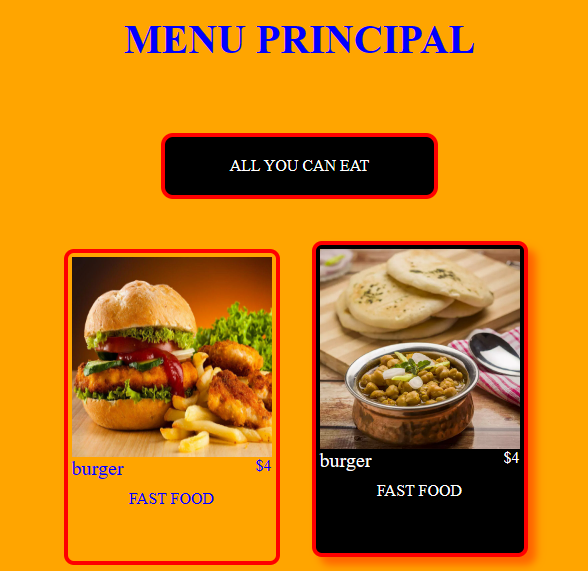 MENU PRINCIPAL
ALL YOU CAN EAT
burger $4
FAST FOOD
burger $4
FAST FOOD